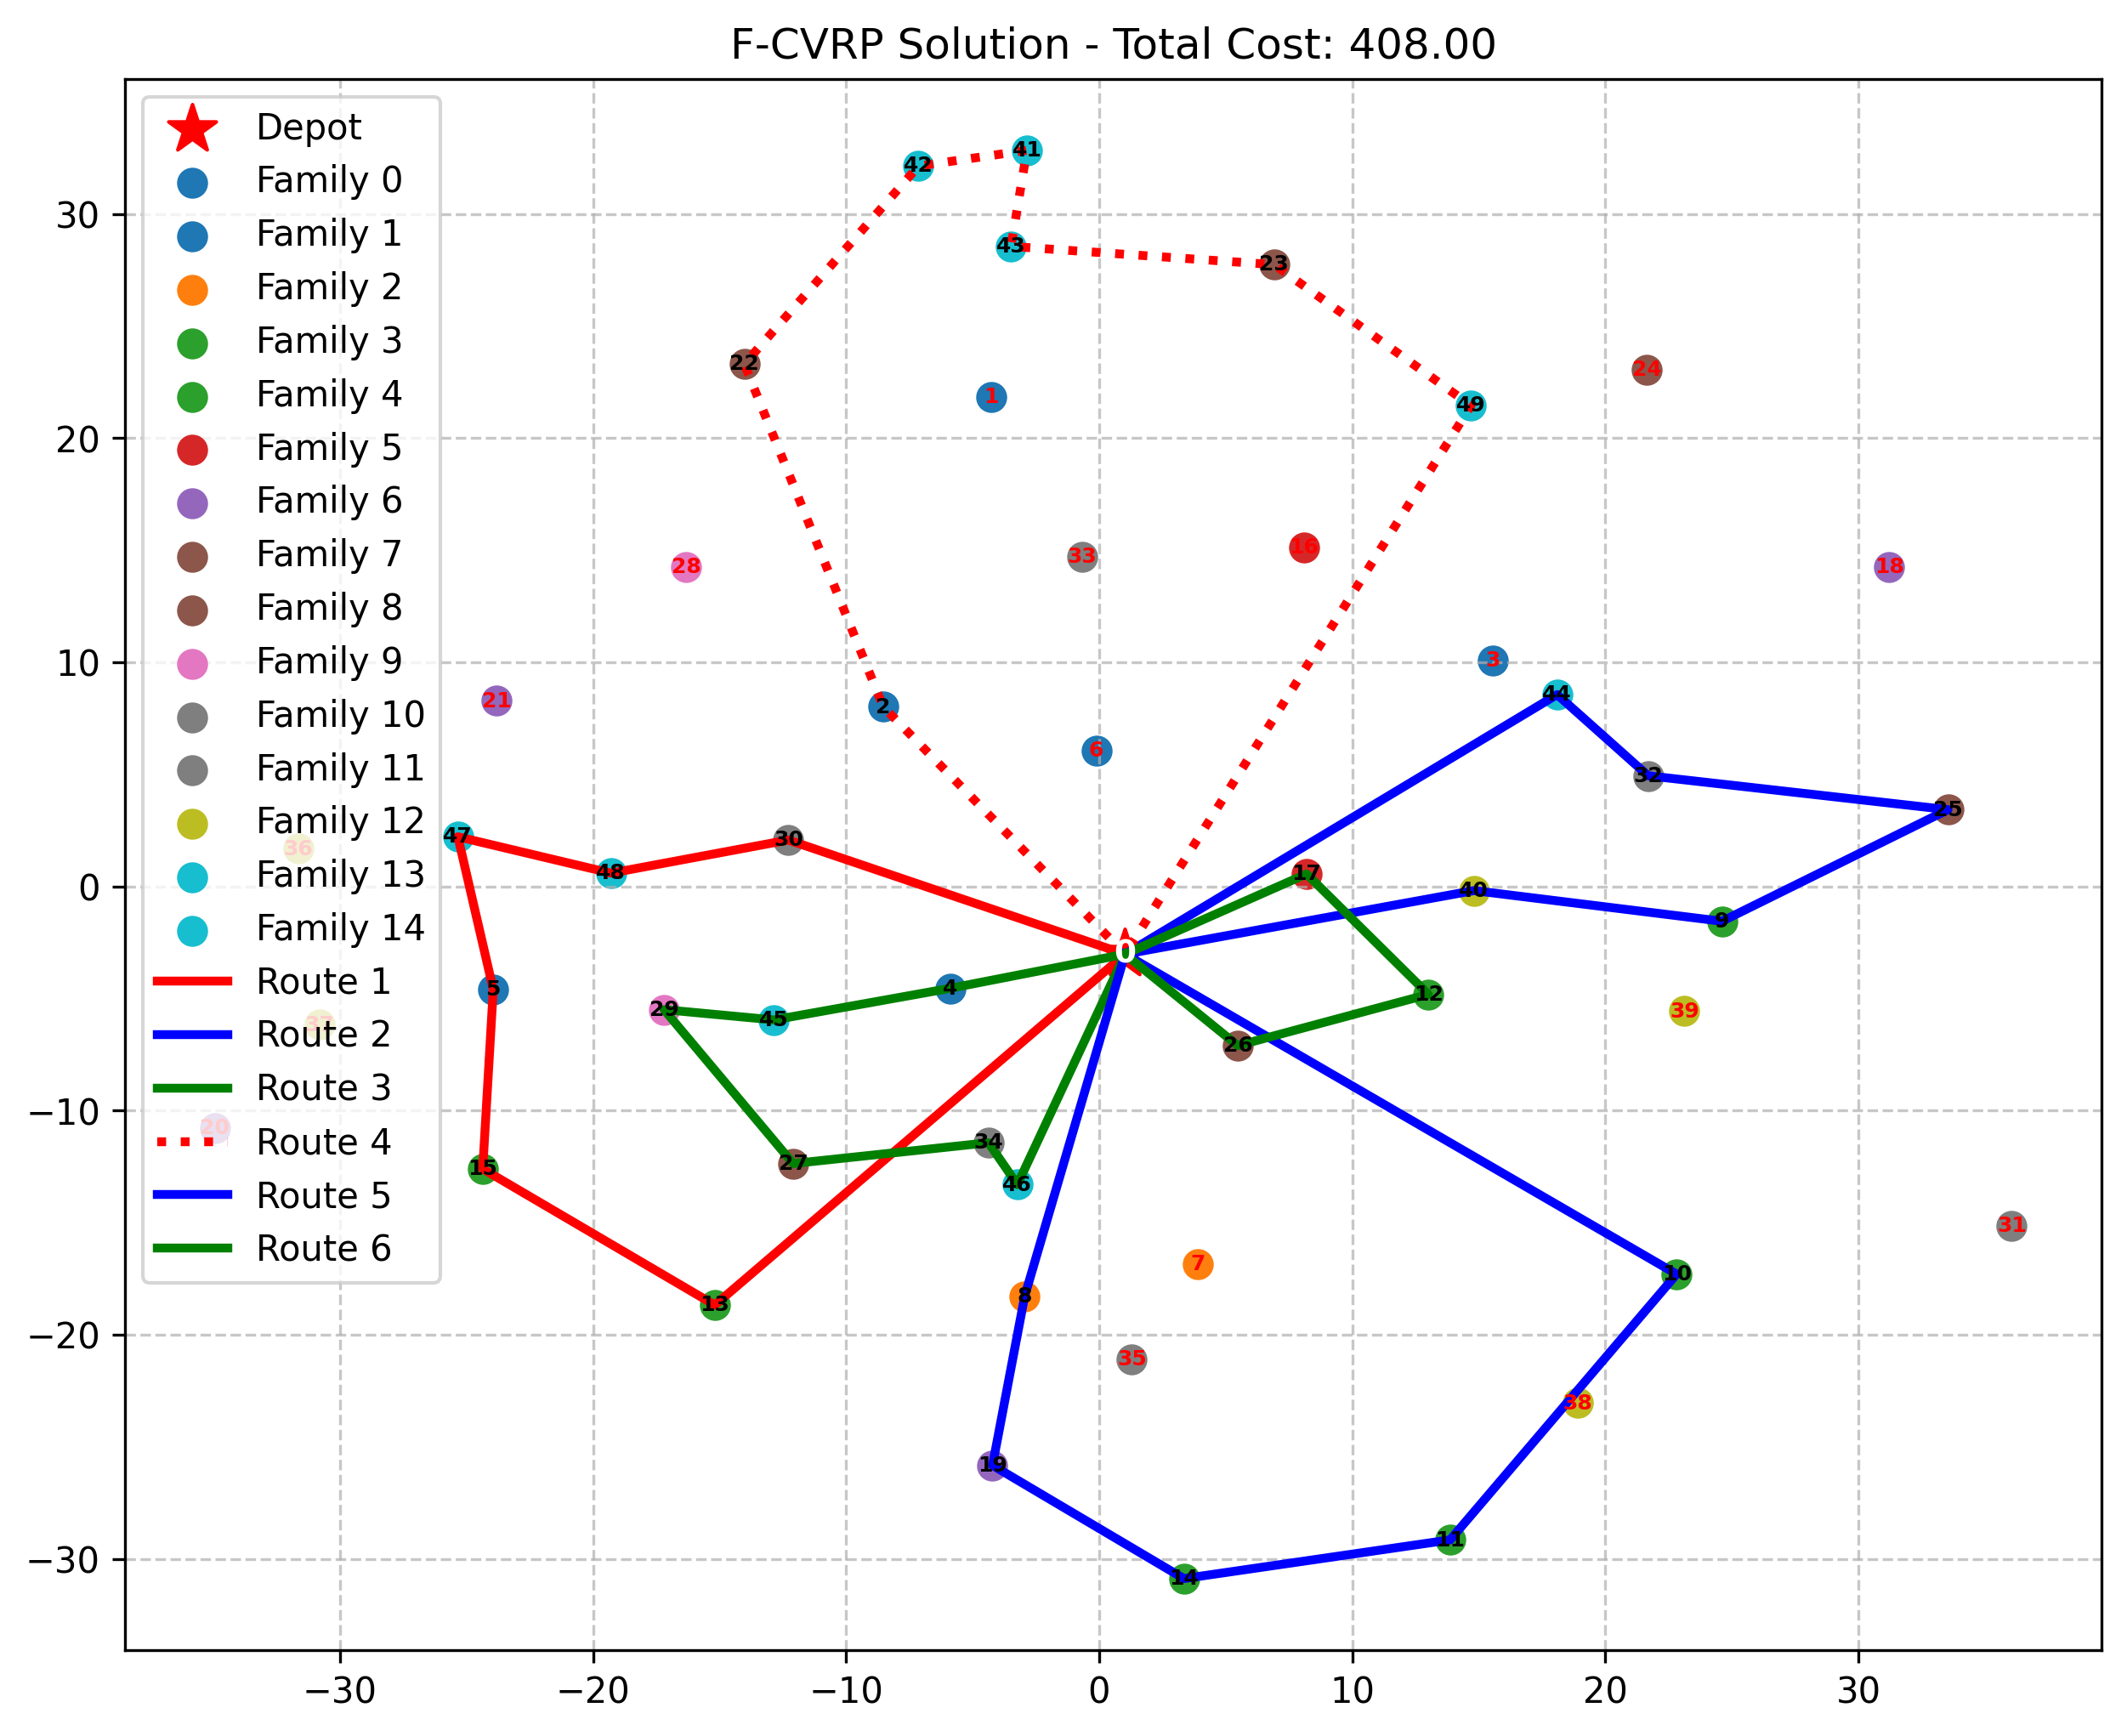 F-CVRP Solution - Total Cost: 408.00
Depot
Family 0
Family 1
Family 2
Family 3
Family 4
Family 5
Family 6
Family 7
Family 8
Family 9
Family 10
Family 11
Family 12
Family 13
Family 14
Route 1
Route 2
Route 3
Route 4
Route 5
Route 6
30
20
10
0
−10
−20
−30
−30
−20
−10
0
10
20
30
42
41
43
23
22
24
1
49
28
33
16
18
3
21
2
44
6
32
25
47
36
48
30
17
40
9
0
5
4
29
45
12
26
39
37
20
34
15
27
46
7
31
8
10
13
35
38
19
11
14